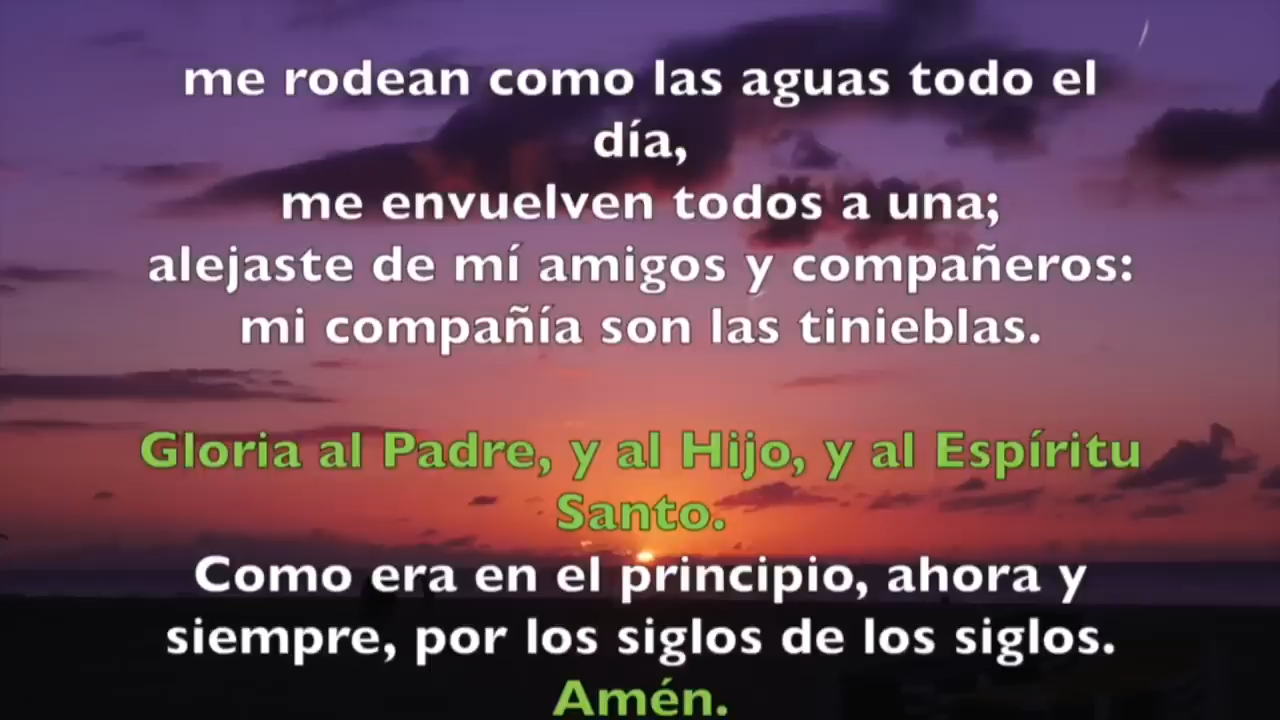 me rodean como las aguas todo el
día,
me envuelven todos a una;
alejaste de mí amigos y compañeros:
mi compañía son las tinieblas.
Gloria al Padre, y al Hijo, y al Espíritu
Santo.
Como era en el principio, ahora y
siempre, por los siglos de los siglos.
Amén.